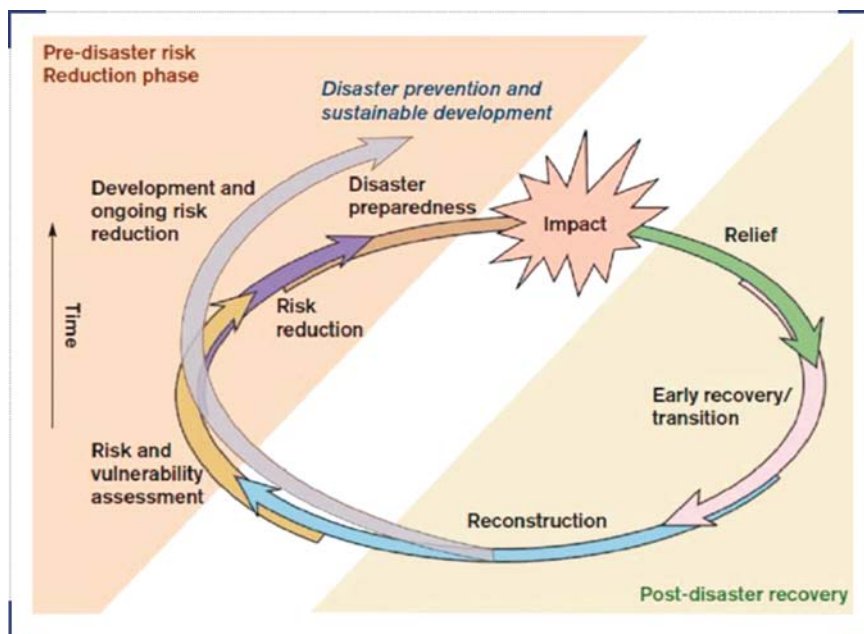 Pre-disaster risk
Reduction phase
Disaster prevention and
sustainable development
Development and
ongoing risk
reduction
Disaster
preparedness
Impact
Relief
Time
Risk
reduction
Early recovery/
transition
Risk and
vulnerability
assessment
Reconstruction
Post-disaster recovery